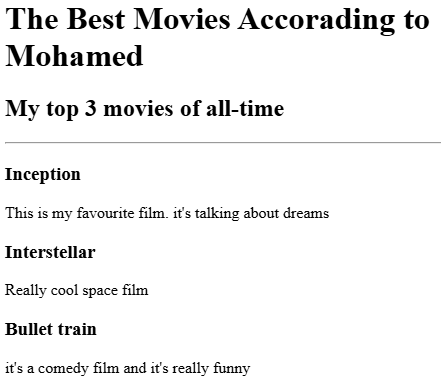 The Best Movies Accorading to
Mohamed
My top 3 movies of all-time
Inception
This is my favourite film. it's talking about dreams
Interstellar
Really cool space film
Bullet train
it's a comedy film and it's really funny